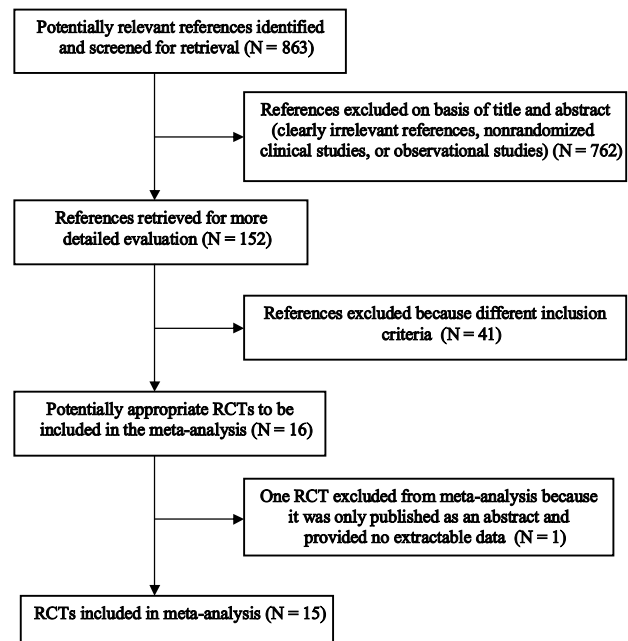 Potentially relevant references identified
and screened for retrieval (N = 863)
References excluded on basis of title and abstract
(clearly irrelevant references, nonrandomized
clinical studies, or observational studies) (N = 762)
References retrieved for more
detailed evaluation (N = 152)
References excluded because different inclusion
criteria (N = 41)
Potentially appropriate RCTs to be
included in the meta-analysis (N = 16)
One RCT excluded from meta-analysis because
it was only published as an abstract and
provided no extractable data (N = 1)
RCTs included in meta-analysis (N = 15)